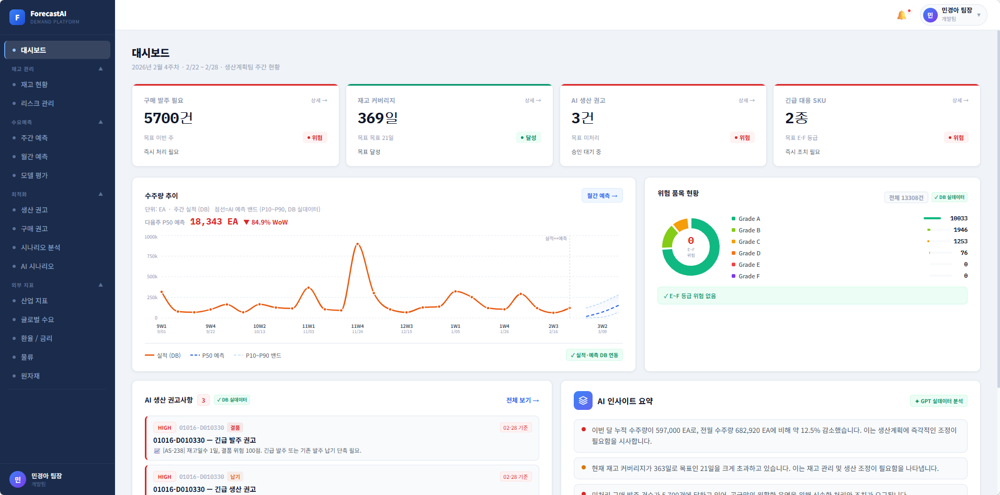 F
ForecastAI
DEMAND PLATFORM
대시보드
재고 관리 ▲
재고 현황
리스크 관리
수요예측 ▲
주간 예측
월간 예측
모델 평가
최적화 ▲
생산 권고
구매 권고
시나리오 분석
AI 시나리오
외부 지표 ▲
산업 지표
글로벌 수요
환율 / 금리
물류
원자재
민
민경아 팀장
개발팀
민
민경아 팀장
개발팀
▼
대시보드
2026년 2월 4주차 · 2/22 ~ 2/28 · 생산계획팀 주간 현황
구매 발주 필요 상세 →
5700건
목표 이번 주 위험
즉시 처리 필요
재고 커버리지 상세 →
369일
목표 목표 21일 달성
목표 달성
AI 생산 권고 상세 →
3건
목표 미처리 위험
승인 대기 중
긴급 대응 SKU 상세 →
2종
목표 E·F 등급 위험
즉시 조치 필요
수주량 추이 월간 예측 →
단위: EA · 주간 실적 (DB) 점선=AI 예측 밴드 (P10~P90, DB 실데이터)
다음주 P50 예측 18,343 EA ▼ 84.9% WoW
1000k
750k
500k
250k
0
실적↔예측
9W1 9W4 10W2 11W1 11W4 12W3 1W1 1W4 2W3 3W2
9/01 9/22 10/13 11/03 11/24 12/15 1/05 1/26 2/16 3/09
실적 (DB) P50 예측 P10~P90 밴드 ✓ 실적·예측 DB 연동
위험 품목 현황 전체 13308건 ✓ DB 실데이터
0
E~F
위험
Grade A 10033
Grade B 1946
Grade C 1253
Grade D 76
Grade E 0
Grade F 0
✓ E~F 등급 위험 없음
AI 생산 권고사항 3 ✓ DB 실데이터 전체 보기 →
HIGH 01016-D010330 결품 02-28 기준
01016-D010330 — 긴급 발주 권고
[AS-238] 재고일수 1일, 결품 위험 100점. 긴급 발주 또는 기존 발주 납기 단축 필요.
HIGH 01016-D010330 납기 02-28 기준
01016-D010330 — 긴급 생산 권고
AI 인사이트 요약 ✦ GPT 실데이터 분석
이번 달 누적 수주량이 597,000 EA로, 전월 수주량 682,920 EA에 비해 약 12.5% 감소했습니다. 이는 생산계획에 즉각적인 조정이
필요함을 시사합니다.
현재 재고 커버리지가 363일로 목표인 21일을 크게 초과하고 있습니다. 이는 재고 관리 및 생산 조정이 필요함을 나타냅니다.
미처리 구매 발주 건수가 5,700건에 달하고 있어, 공급망의 원활한 운영을 위해 신속한 처리와 조치가 요구됩니다.